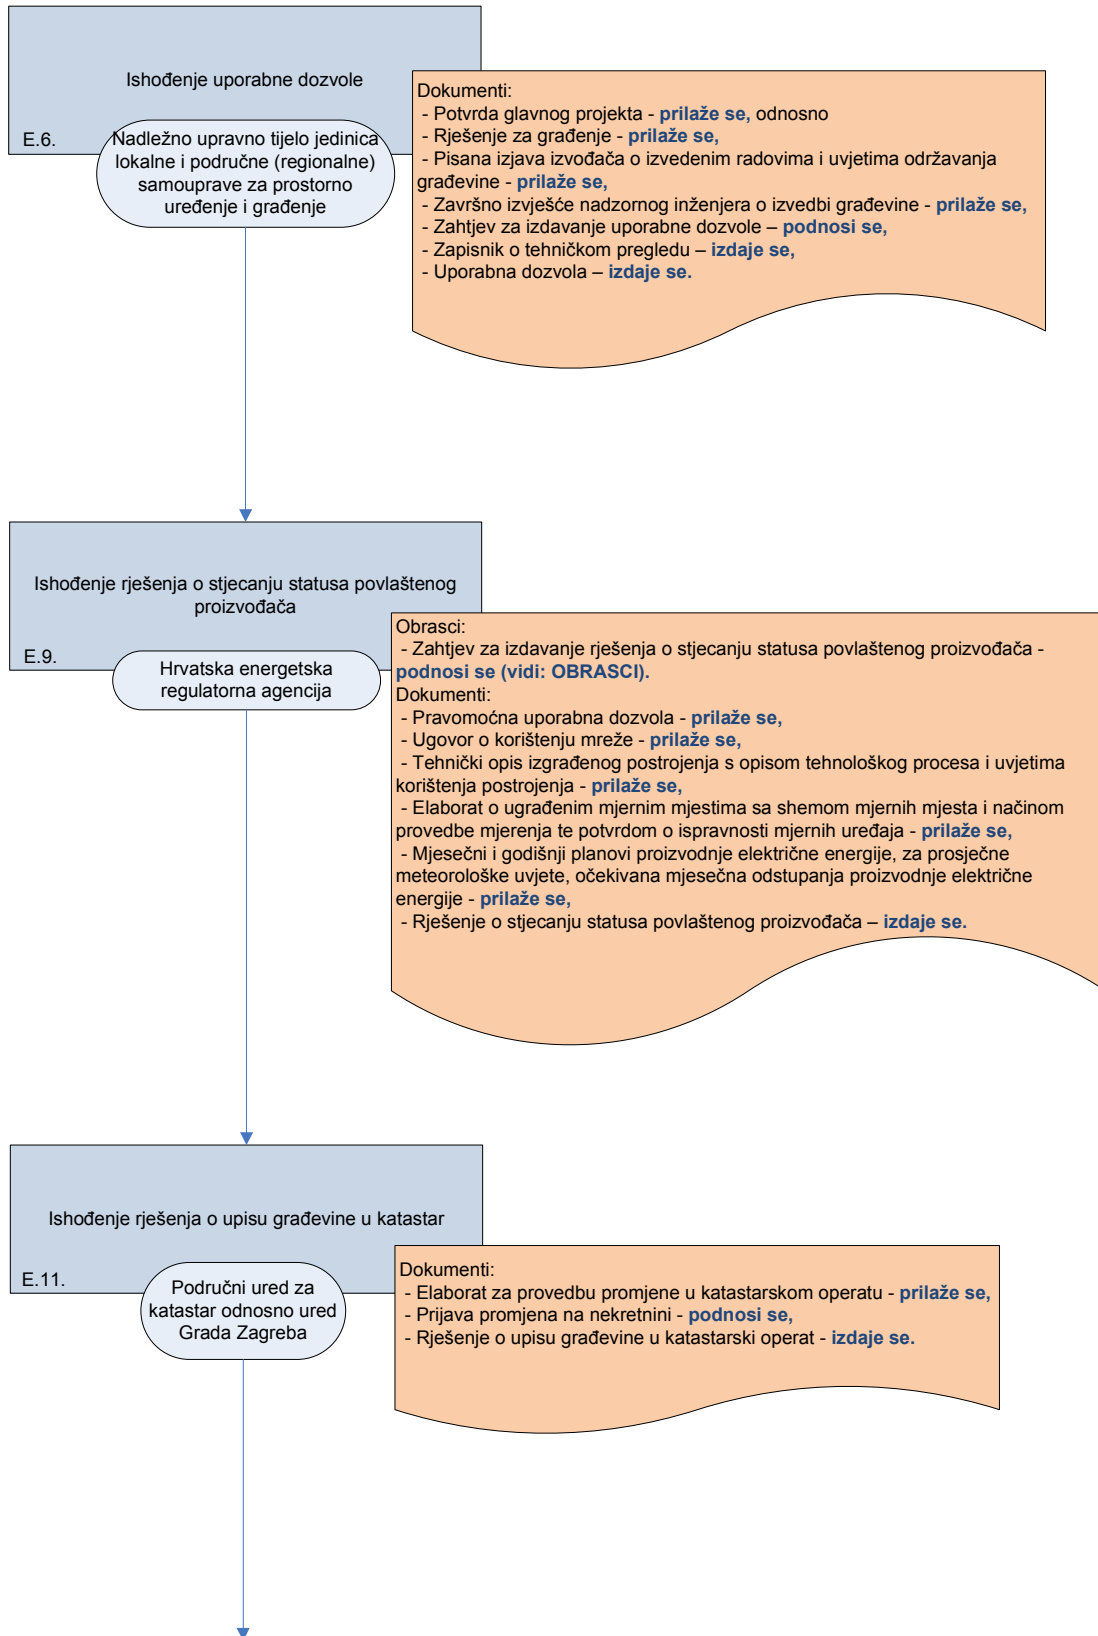 Ishođenje uporabne dozvole
E.6.
Nadležno upravno tijelo jedinica
lokalne i područne (regionalne)
samouprave za prostorno
uređenje i građenje
Dokumenti:
- Potvrda glavnog projekta - prilaže se, odnosno
- Rješenje za građenje - prilaže se,
- Pisana izjava izvođača o izvedenim radovima i uvjetima održavanja
građevine - prilaže se,
- Završno izvješće nadzornog inženjera o izvedbi građevine - prilaže se,
- Zahtjev za izdavanje uporabne dozvole – podnosi se,
- Zapisnik o tehničkom pregledu – izdaje se,
- Uporabna dozvola – izdaje se.
Ishođenje rješenja o stjecanju statusa povlaštenog
proizvođača
E.9.
Hrvatska energetska
regulatorna agencija
Obrasci:
- Zahtjev za izdavanje rješenja o stjecanju statusa povlaštenog proizvođača -
podnosi se (vidi: OBRASCI).
Dokumenti:
- Pravomoćna uporabna dozvola - prilaže se,
- Ugovor o korištenju mreže - prilaže se,
- Tehnički opis izgrađenog postrojenja s opisom tehnološkog procesa i uvjetima
korištenja postrojenja - prilaže se,
- Elaborat o ugrađenim mjernim mjestima sa shemom mjernih mjesta i načinom
provedbe mjerenja te potvrdom o ispravnosti mjernih uređaja - prilaže se,
- Mjesečni i godišnji planovi proizvodnje električne energije, za prosječne
meteorološke uvjete, očekivana mjesečna odstupanja proizvodnje električne
energije - prilaže se,
- Rješenje o stjecanju statusa povlaštenog proizvođača – izdaje se.
Ishođenje rješenja o upisu građevine u katastar
E.11.
Područni ured za
katastar odnosno ured
Grada Zagreba
Dokumenti:
- Elaborat za provedbu promjene u katastarskom operatu - prilaže se,
- Prijava promjena na nekretnini - podnosi se,
- Rješenje o upisu građevine u katastarski operat - izdaje se.